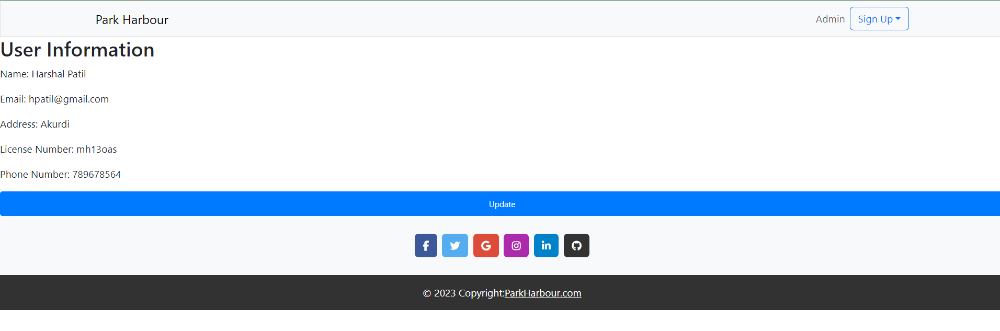 Park Harbour
Admin Sign Up
User Information
Name: Harshal Patil
Email: hpatil@gmail.com
Address: Akurdi
License Number: mh13oas
Phone Number: 789678564
Update
© 2023 Copyright:ParkHarbour.com